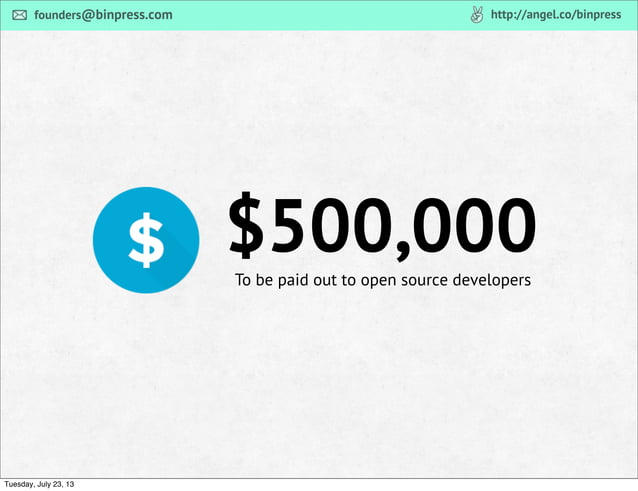 founders@binpress.com
http://angel.co/binpress
$
$500,000
To be paid out to open source developers
Tuesday, July 23, 13